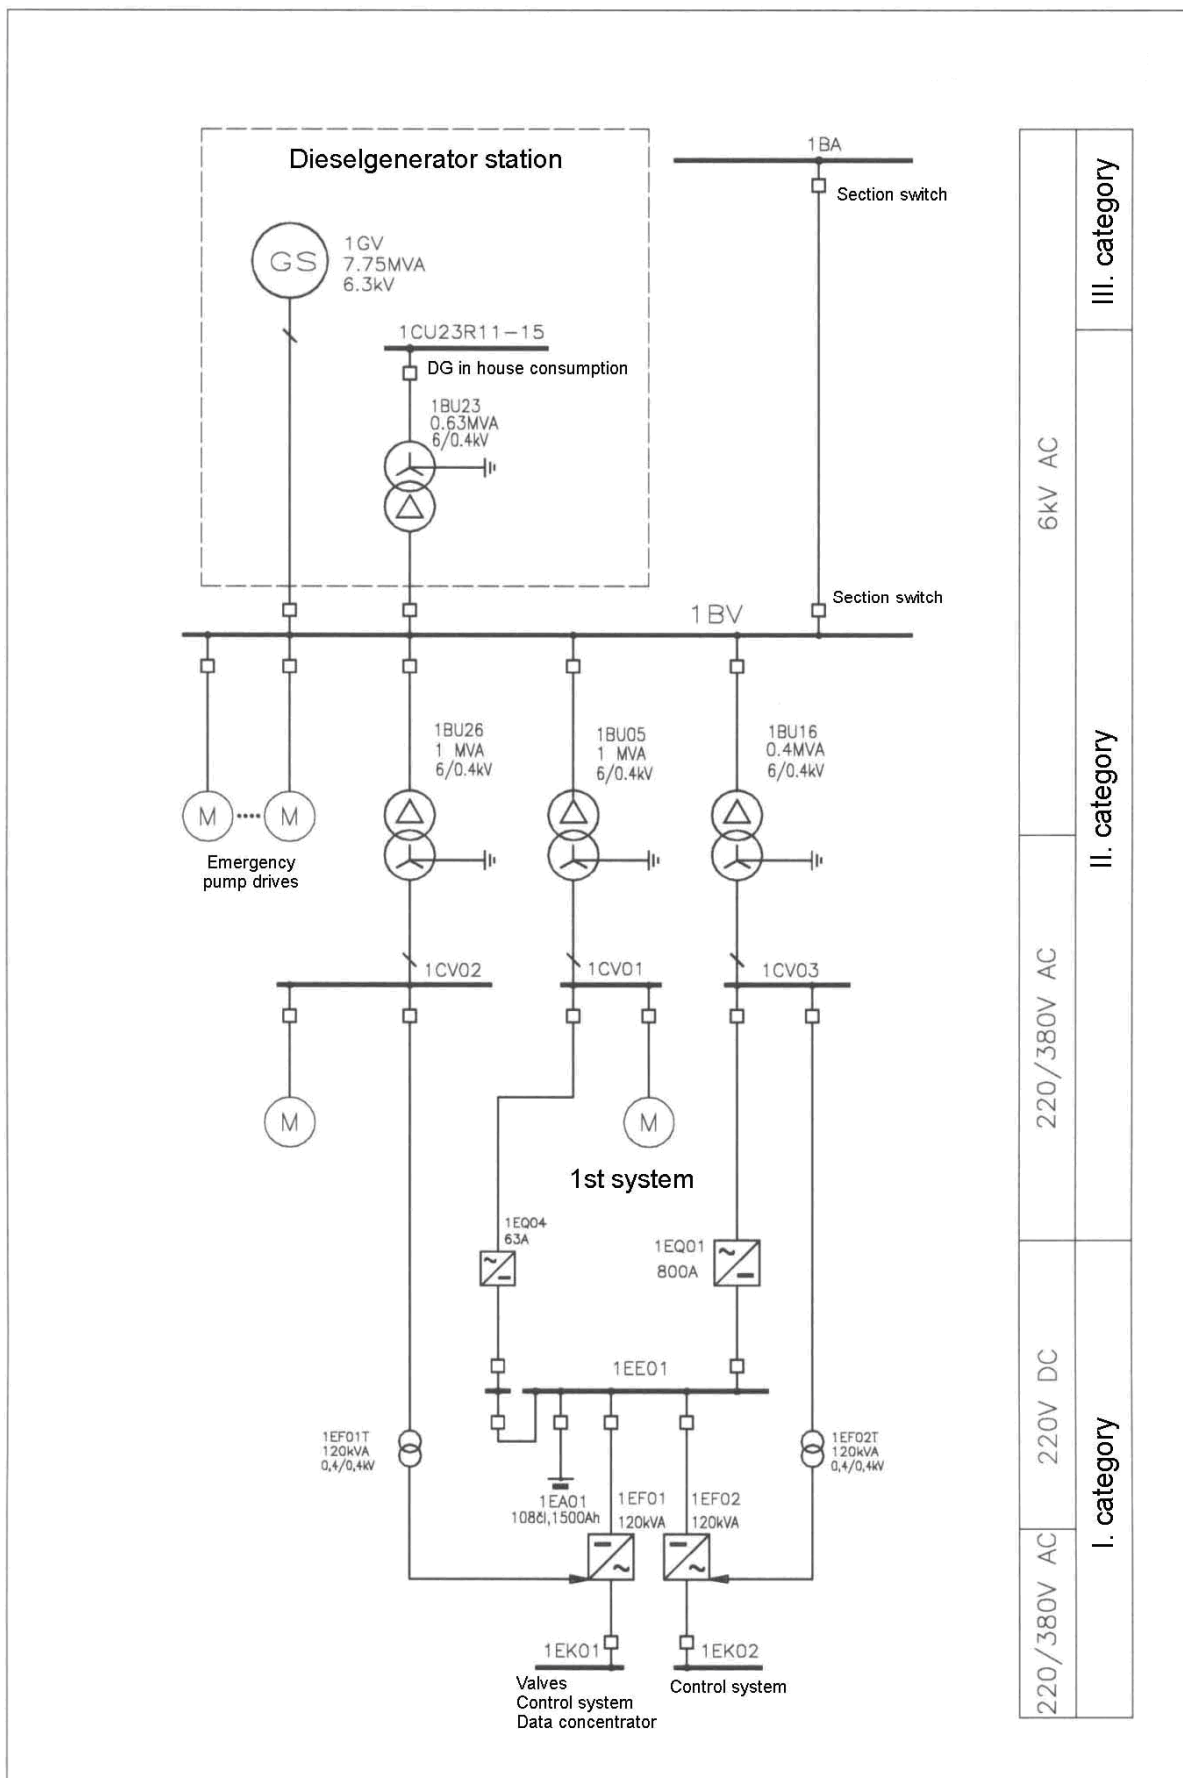 Dieselgenerator station
1BA
Section switch
GS
1GV
7.75MVA
6.3kV
1CU23R11-15
DG in house consumption
1BU23
0.63MVA
6/0.4kV
Section switch
1BV
1BU26
1 MVA
6/0.4kV
1BU05
1 MVA
6/0.4kV
1BU16
0.4MVA
6/0.4kV
M
M
Emergency
pump drives
1CV02
1CV01
1CV03
M
M
1st system
1EQ04
63A
1EQ01
800A
1EE01
1EF01T
120kVA
0,4/0,4kV
1EF02T
120kVA
0,4/0,4kV
1EA01
108čl,1500Ah
1EF01
120kVA
1EF02
120kVA
1EK01
1EK02
Valves
Control system
Data concentrator
Control system
6kV AC
220/380V AC
220V DC
220/380V AC
III. category
II. category
I. category